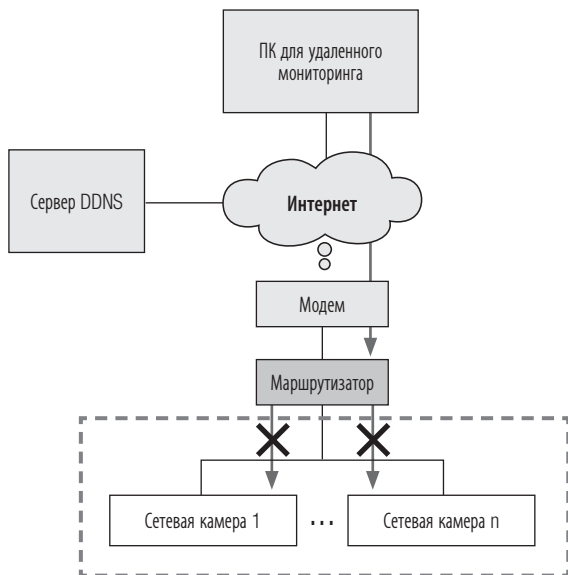 ПК для удаленного
мониторинга
Сервер DDNS
Интернет
Модем
Маршрутизатор
Сетевая камера 1
...
Сетевая камера n